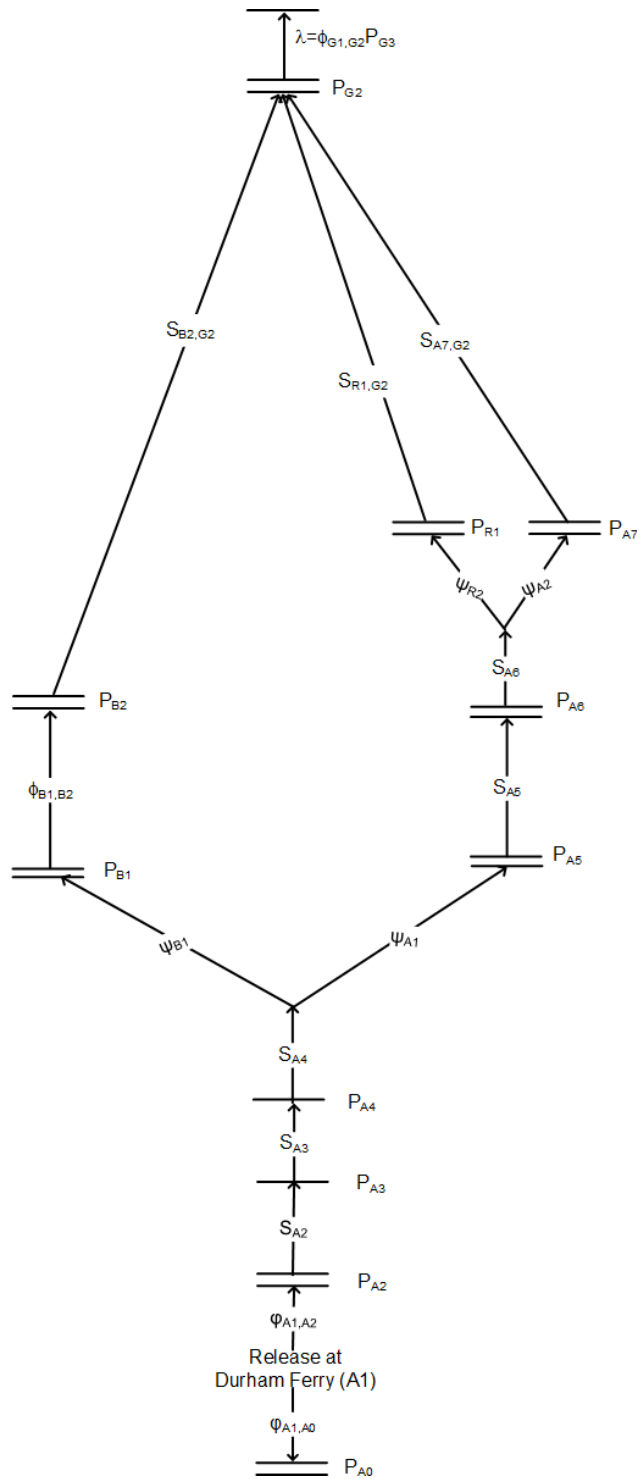 λ=ϕG1,G2PG3
PG2
SB2,G2
SR1,G2
SA7,G2
PR1
PA7
ψR2
ψA2
SA6
PB2
PA6
ϕB1,B2
SA5
PB1
PA5
ψB1
ψA1
SA4
PA4
SA3
PA3
SA2
PA2
φA1,A2
Release at
Durham Ferry (A1)
φA1,A0
PA0